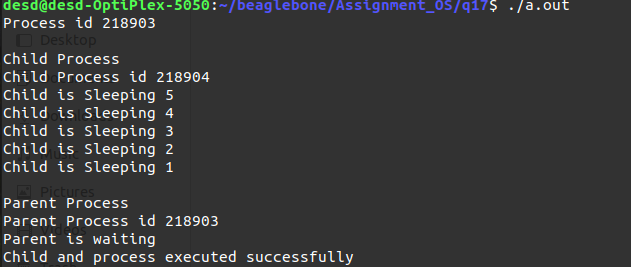 desd@desd-OptiPlex-5050:~/beaglebone/Assignment_OS/q17$ ./a.out
Process id 218903
Desktop
Child Process
Child Process id 218904
Child is Sleeping 5
Child is Sleeping 4
Child is Sleeping 3
Child is Sleeping 2
Child is Sleeping 1
Pictures
Parent Process
Parent Process id 218903
Parent is waiting
Child and process executed successfully